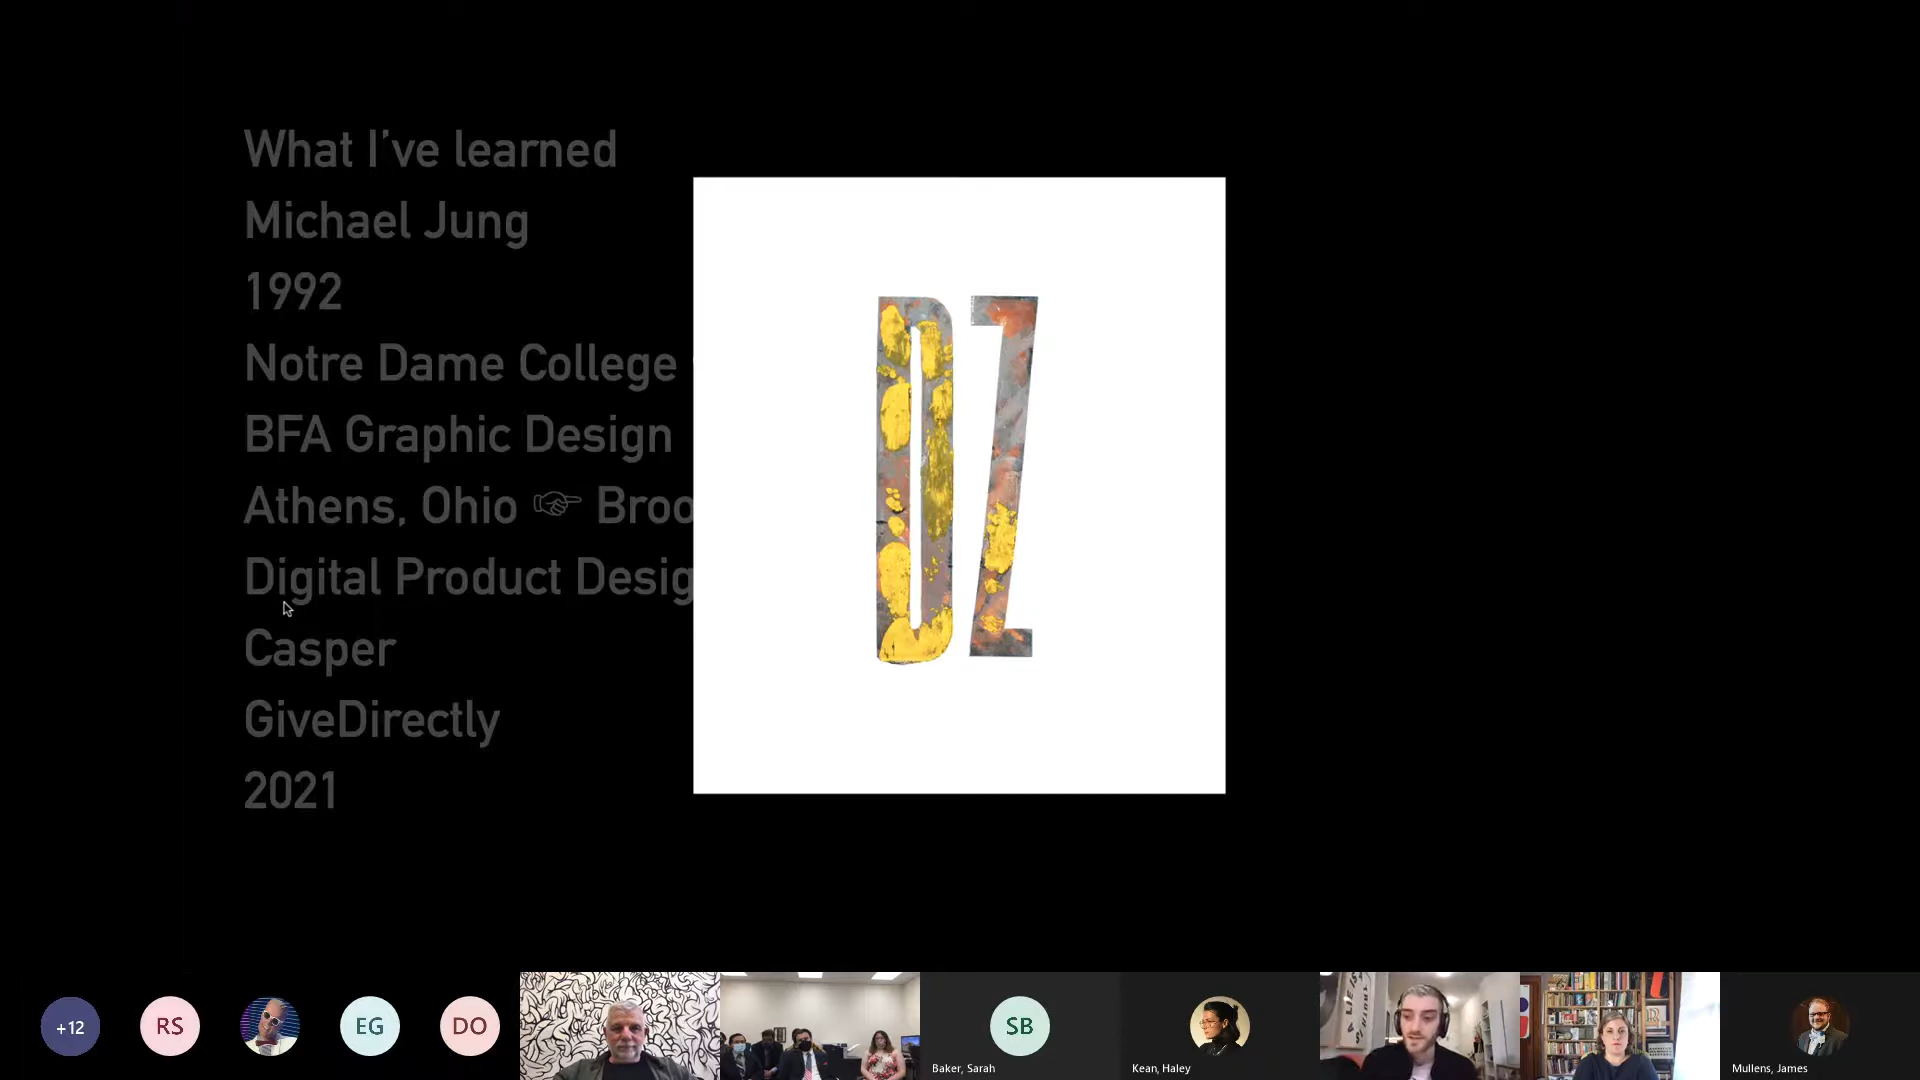 What I've learned
Michael Jung
1992
Notre Dame College
BFA Graphic Design
Athens, Ohio ☞ Broo
Digital Product Desig
Casper
GiveDirectly
2021
DZ
+12
RS
EG
DO
SB
Baker, Sarah
Kean, Haley
Mullens, James